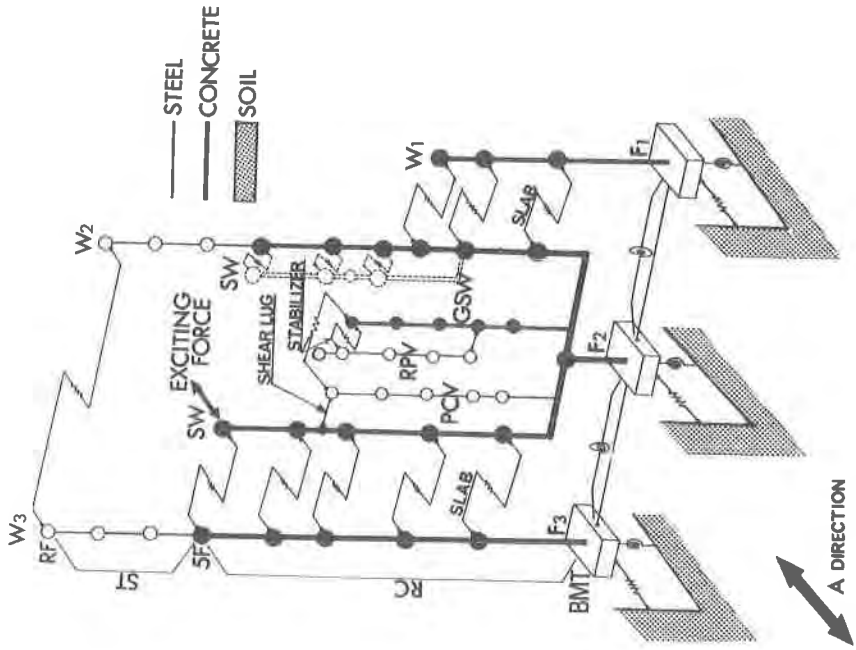 STEEL
CONCRETE
SOIL
W3
RF
ST
5F
RC
BMT
F3
SLAB
SW
EXCITING
FORCE
SHEAR LUG
STABILIZER
PCV
RPV
GSW
W2
SW
F2
W1
SLAB
F1
A DIRECTION